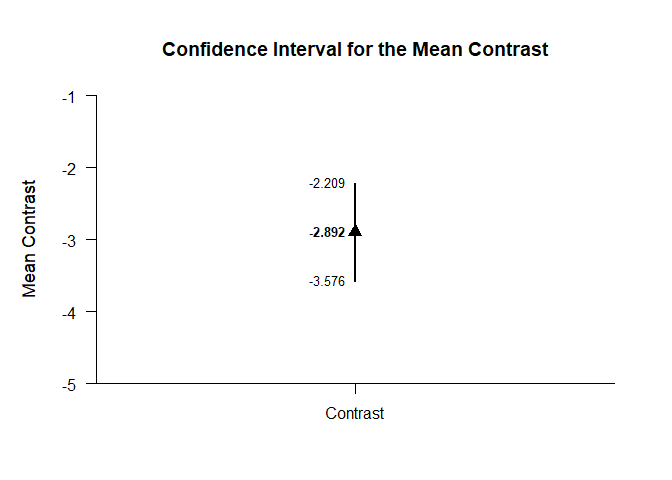 Confidence Interval for the Mean Contrast
Mean Contrast
-1
-2
-3
-4
-5
-2.209
-2.892
-3.576
Contrast